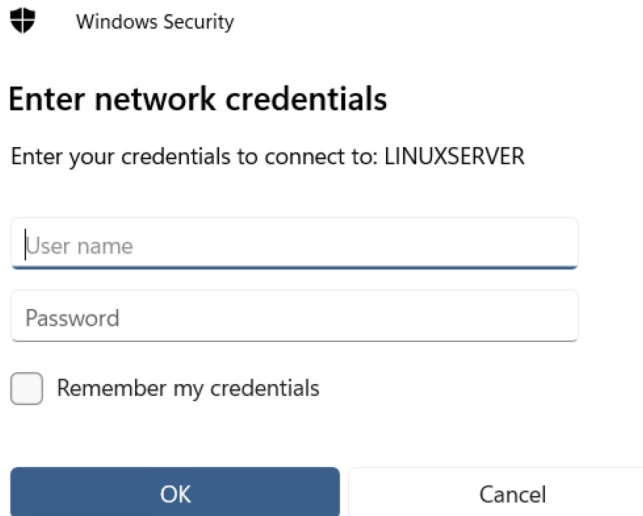 Windows Security
Enter network credentials
Enter your credentials to connect to: LINUXSERVER
User name
Password
Remember my credentials
OK Cancel